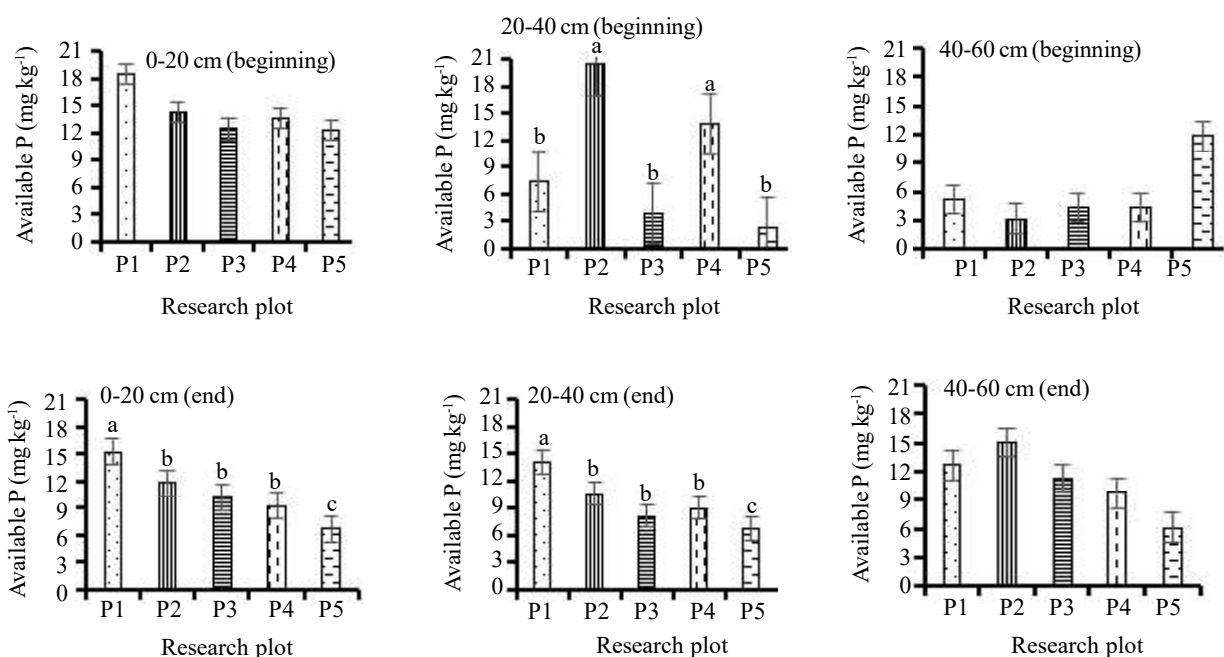 0-20 cm (beginning)
Available P (mg kg-1)
21
18
15
12
9
6
3
0
P1 P2 P3 P4 P5
Research plot
20-40 cm (beginning)
Available P (mg kg-1)
21
18
15
12
9
6
3
0
b a b a b
P1 P2 P3 P4 P5
Research plot
40-60 cm (beginning)
Available P (mg kg-1)
21
18
15
12
9
6
3
0
P1 P2 P3 P4 P5
Research plot
0-20 cm (end)
Available P (mg kg-1)
21
18
15
12
9
6
3
0
a b b b c
P1 P2 P3 P4 P5
Research plot
20-40 cm (end)
Available P (mg kg-1)
21
18
15
12
9
6
3
0
a b b b c
P1 P2 P3 P4 P5
Research plot
40-60 cm (end)
Available P (mg kg-1)
21
18
15
12
9
6
3
0
P1 P2 P3 P4 P5
Research plot